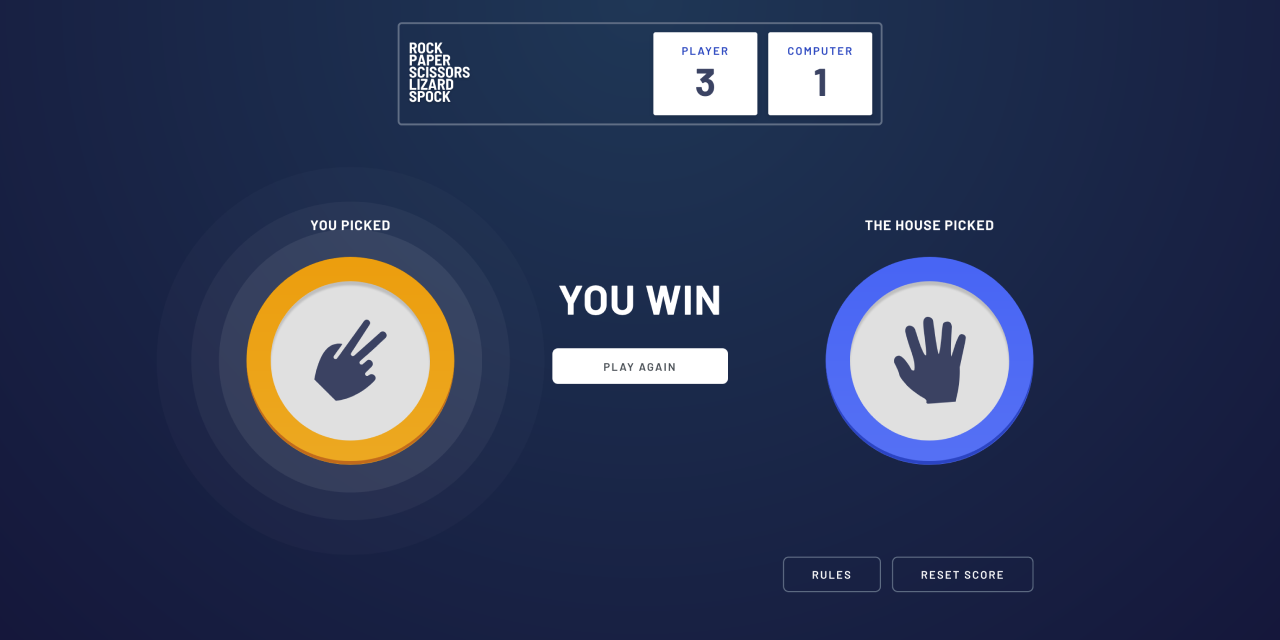 ROCK
PAPER
SCISSORS
LIZARD
SPOCK
PLAYER
3
COMPUTER
1
YOU PICKED
THE HOUSE PICKED
YOU WIN
PLAY AGAIN
RULES
RESET SCORE